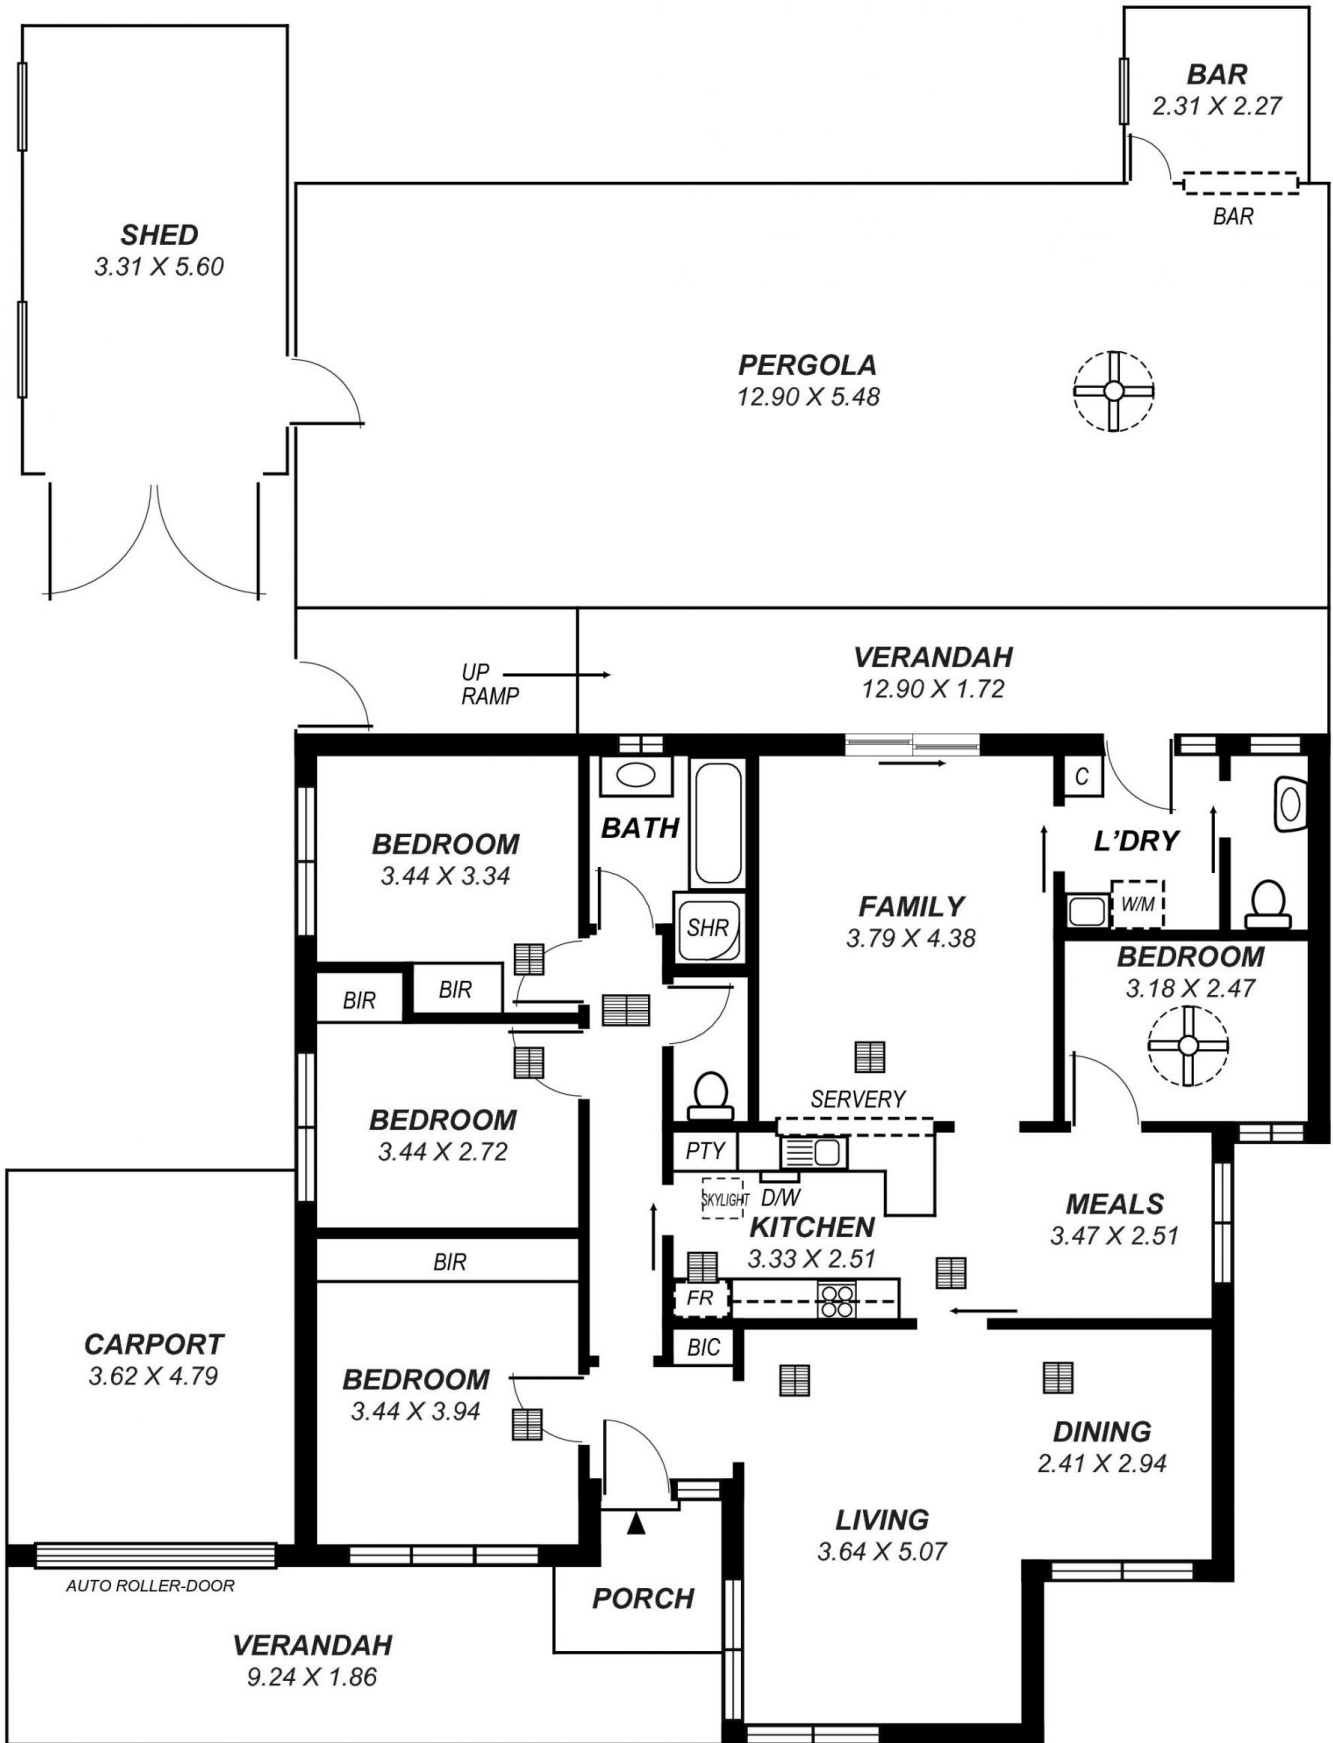 BAR
2.31 X 2.27
BAR
SHED
3.31 X 5.60
PERGOLA
12.90 X 5.48
VERANDAH
12.90 X 1.72
UP
RAMP
C
BEDROOM
3.44 X 3.34
BATH
L'DRY
W/M
FAMILY
3.79 X 4.38
SHR
BEDROOM
3.18 X 2.47
BIR
BIR
SERVERY
BEDROOM
3.44 X 2.72
PTY
SKYLIGHT
D/W
KITCHEN
3.33 X 2.51
MEALS
3.47 X 2.51
BIR
FR
BIC
CARPORT
3.62 X 4.79
BEDROOM
3.44 X 3.94
DINING
2.41 X 2.94
LIVING
3.64 X 5.07
AUTO ROLLER-DOOR
PORCH
VERANDAH
9.24 X 1.86